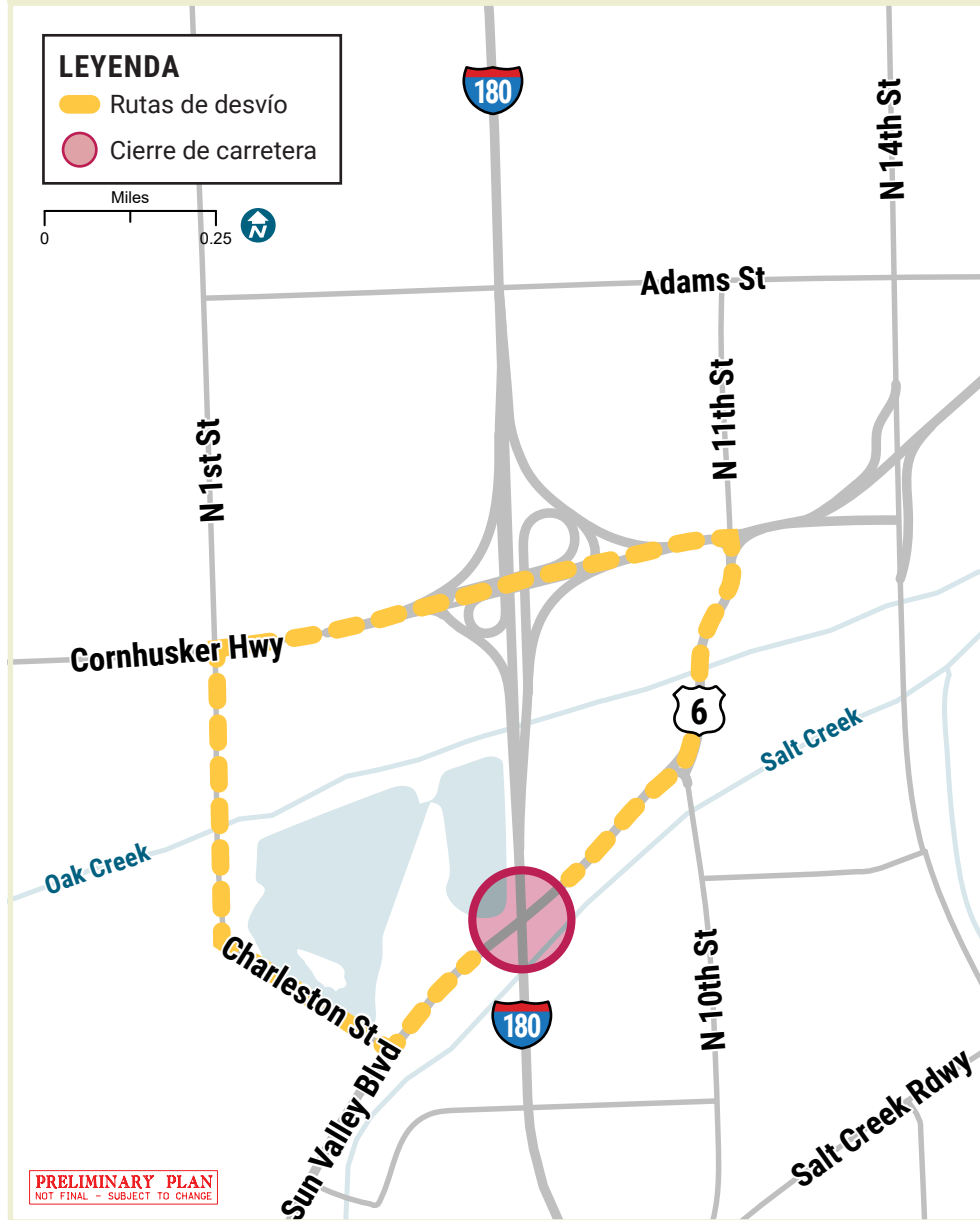 LEYENDA
Rutas de desvío
Cierre de carretera
Miles
0 0.25
N
180
N 14th St
Adams St
N 11th St
N 1st St
Cornhusker Hwy
6
Salt Creek
Oak Creek
Charleston St
180
N 10th St
Sun Valley Blvd
Salt Creek Rdwy
PRELIMINARY PLAN
NOT FINAL - SUBJECT TO CHANGE